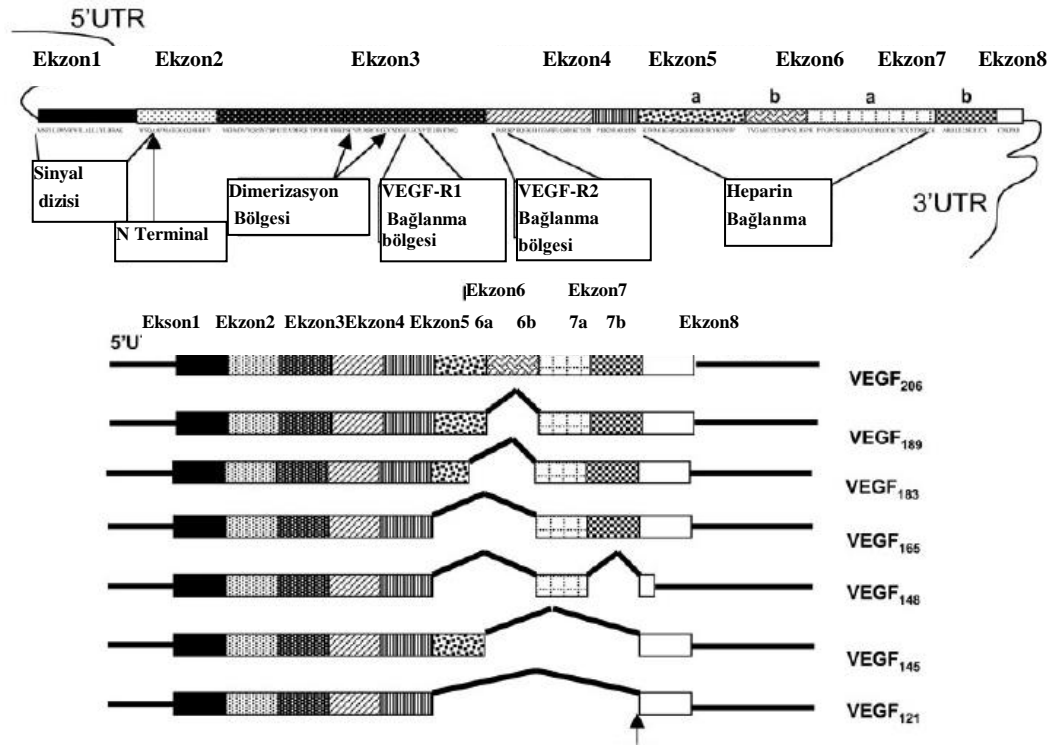 5'UTR
Ekzon1 Ekzon2 Ekzon3 Ekzon4 Ekzon5 Ekzon6 Ekzon7 Ekzon8
a b a b
Sinyal
dizisi
N Terminal
Dimerizasyon
Bölgesi
VEGF-R1
Bağlanma
bölgesi
VEGF-R2
Bağlanma
bölgesi
Heparin
Bağlanma
3'UTR
Ekzon6 Ekzon7
Ekson1 Ekzon2 Ekzon3Ekzon4 Ekzon5 6a 6b 7a 7b Ekzon8
5'U
VEGF206
VEGF189
VEGF183
VEGF165
VEGF148
VEGF145
VEGF121